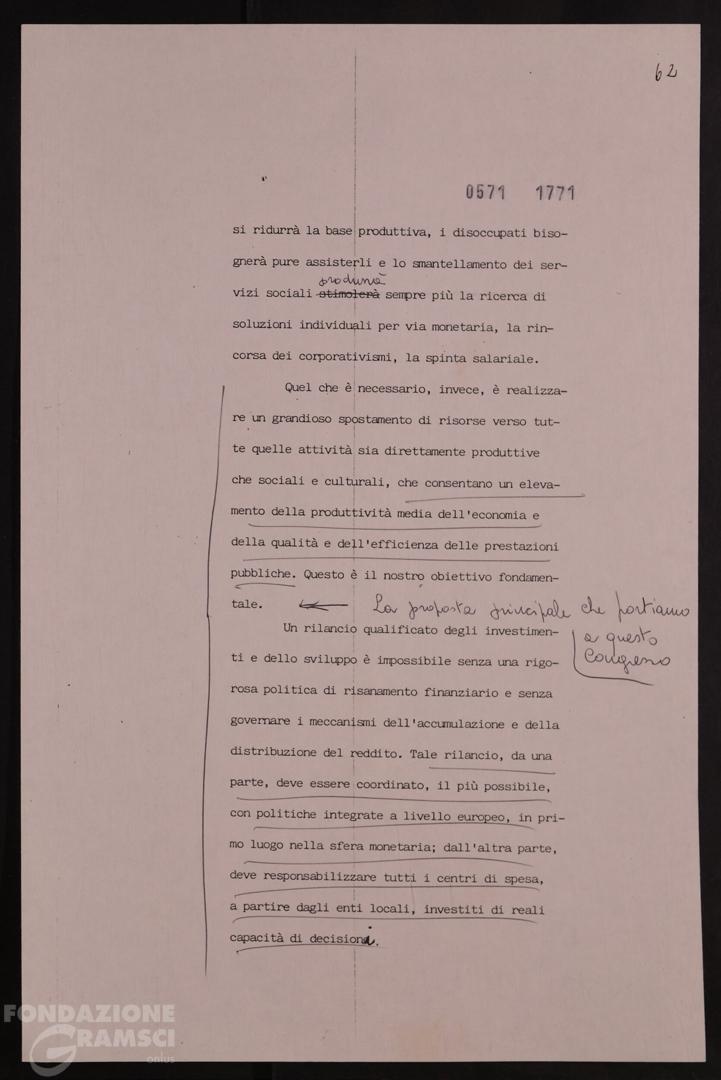 62
0571 1771
si ridurrà la base produttiva, i disoccupati biso-
gnerà pure assisterli e lo smantellamento dei ser-
produrrà
vizi sociali stimolerà sempre più la ricerca di
soluzioni individuali per via monetaria, la rin-
corsa dei corporativismi, la spinta salariale.
Quel che è necessario, invece, è realizza-
re un grandioso spostamento di risorse verso tut-
te quelle attività sia direttamente produttive
che sociali e culturali, che consentano un eleva-
mento della produttività media dell'economia e
della qualità e dell'efficienza delle prestazioni
pubbliche. Questo è il nostro obiettivo fondamen-
tale. La proposta principale che portiamo
a questo
Congresso
Un rilancio qualificato degli investimen-
ti e dello sviluppo è impossibile senza una rigo-
rosa politica di risanamento finanziario e senza
governare i meccanismi dell'accumulazione e della
distribuzione del reddito. Tale rilancio, da una
parte, deve essere coordinato, il più possibile,
con politiche integrate a livello europeo, in pri-
mo luogo nella sfera monetaria; dall'altra parte,
deve responsabilizzare tutti i centri di spesa,
a partire dagli enti locali, investiti di reali
capacità di decisioni.
FONDAZIONE
GRAMSCI
onlus